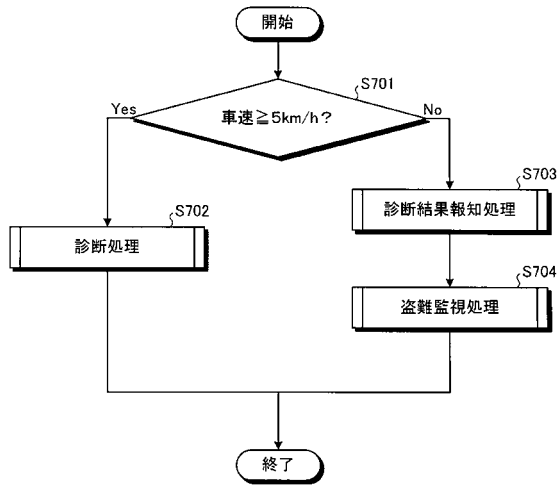 開始
S701
車速≧5km/h?
Yes
No
S702
診断処理
S703
診断結果報知処理
S704
盗難監視処理
終了